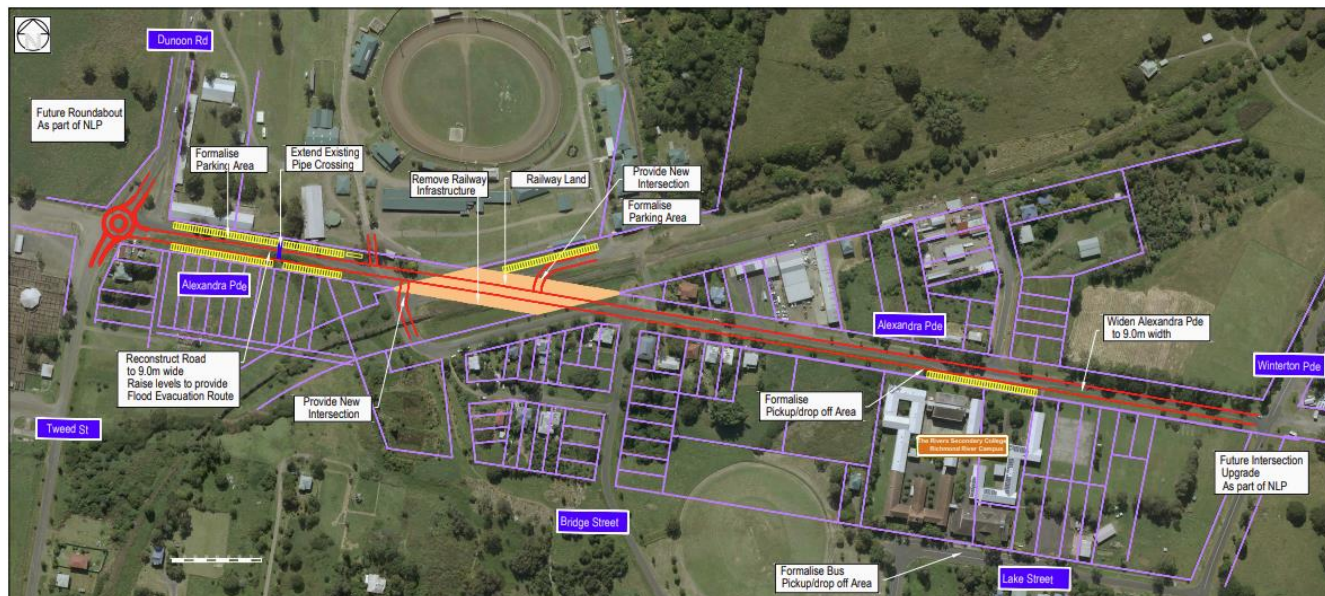 N
Dunoon Rd
Future Roundabout
As part of NLP
Formalise
Parking Area
Extend Existing
Pipe Crossing
Remove Railway
Infrastructure
Railway Land
Provide New
Intersection
Formalise
Parking Area
Alexandra Pde
Reconstruct Road
to 9.0m wide
Raise levels to provide
Flood Evacuation Route
Provide New
Intersection
Tweed St
Bridge Street
Alexandra Pde
Widen Alexandra Pde
to 9.0m width
Winterton Pde
Formalise
Pickup/drop off Area
The Rivers Secondary College
Richmond River Campus
Future Intersection
Upgrade
As part of NLP
Formalise Bus
Pickup/drop off Area
Lake Street